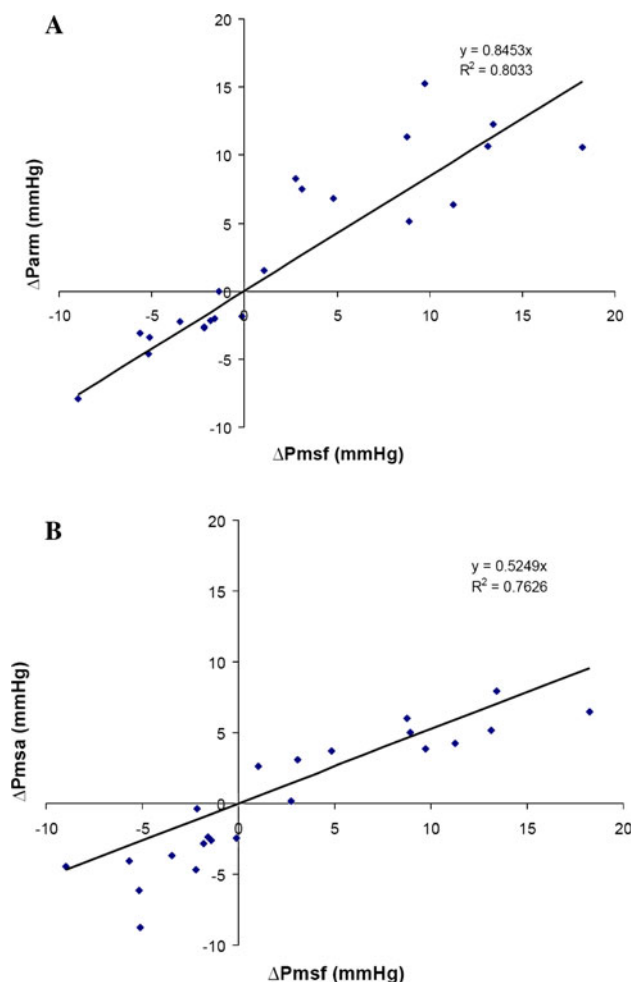 A
20
y = 0.8453x
R² = 0.8033
15
10
5
0
-10 -5 0 5 10 15 20
-5
-10
ΔParm (mmHg)
ΔPmsf (mmHg)
B
20
y = 0.5249x
R² = 0.7626
15
10
5
0
-10 -5 0 5 10 15 20
-5
-10
ΔPmsa (mmHg)
ΔPmsf (mmHg)